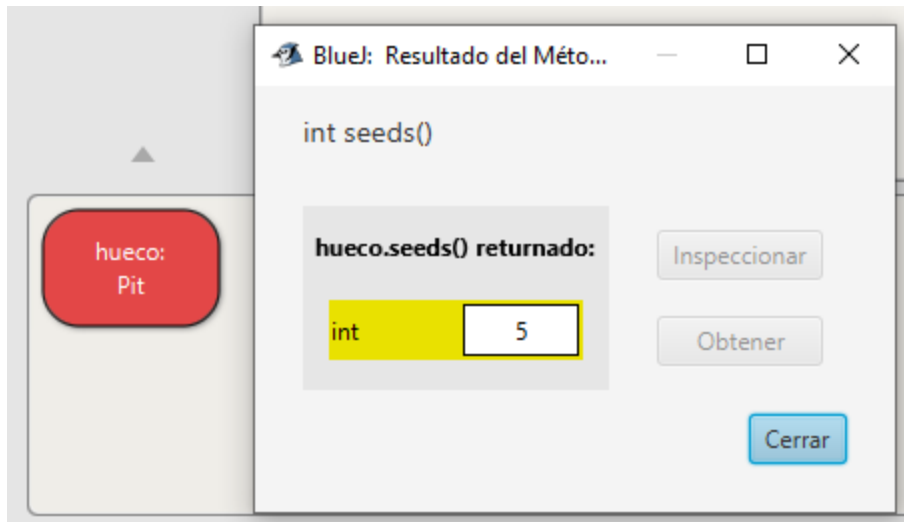 BlueJ: Resultado del Méto...
int seeds()
hueco:
Pit
hueco.seeds() returnado:
Inspeccionar
int 5
Obtener
Cerrar